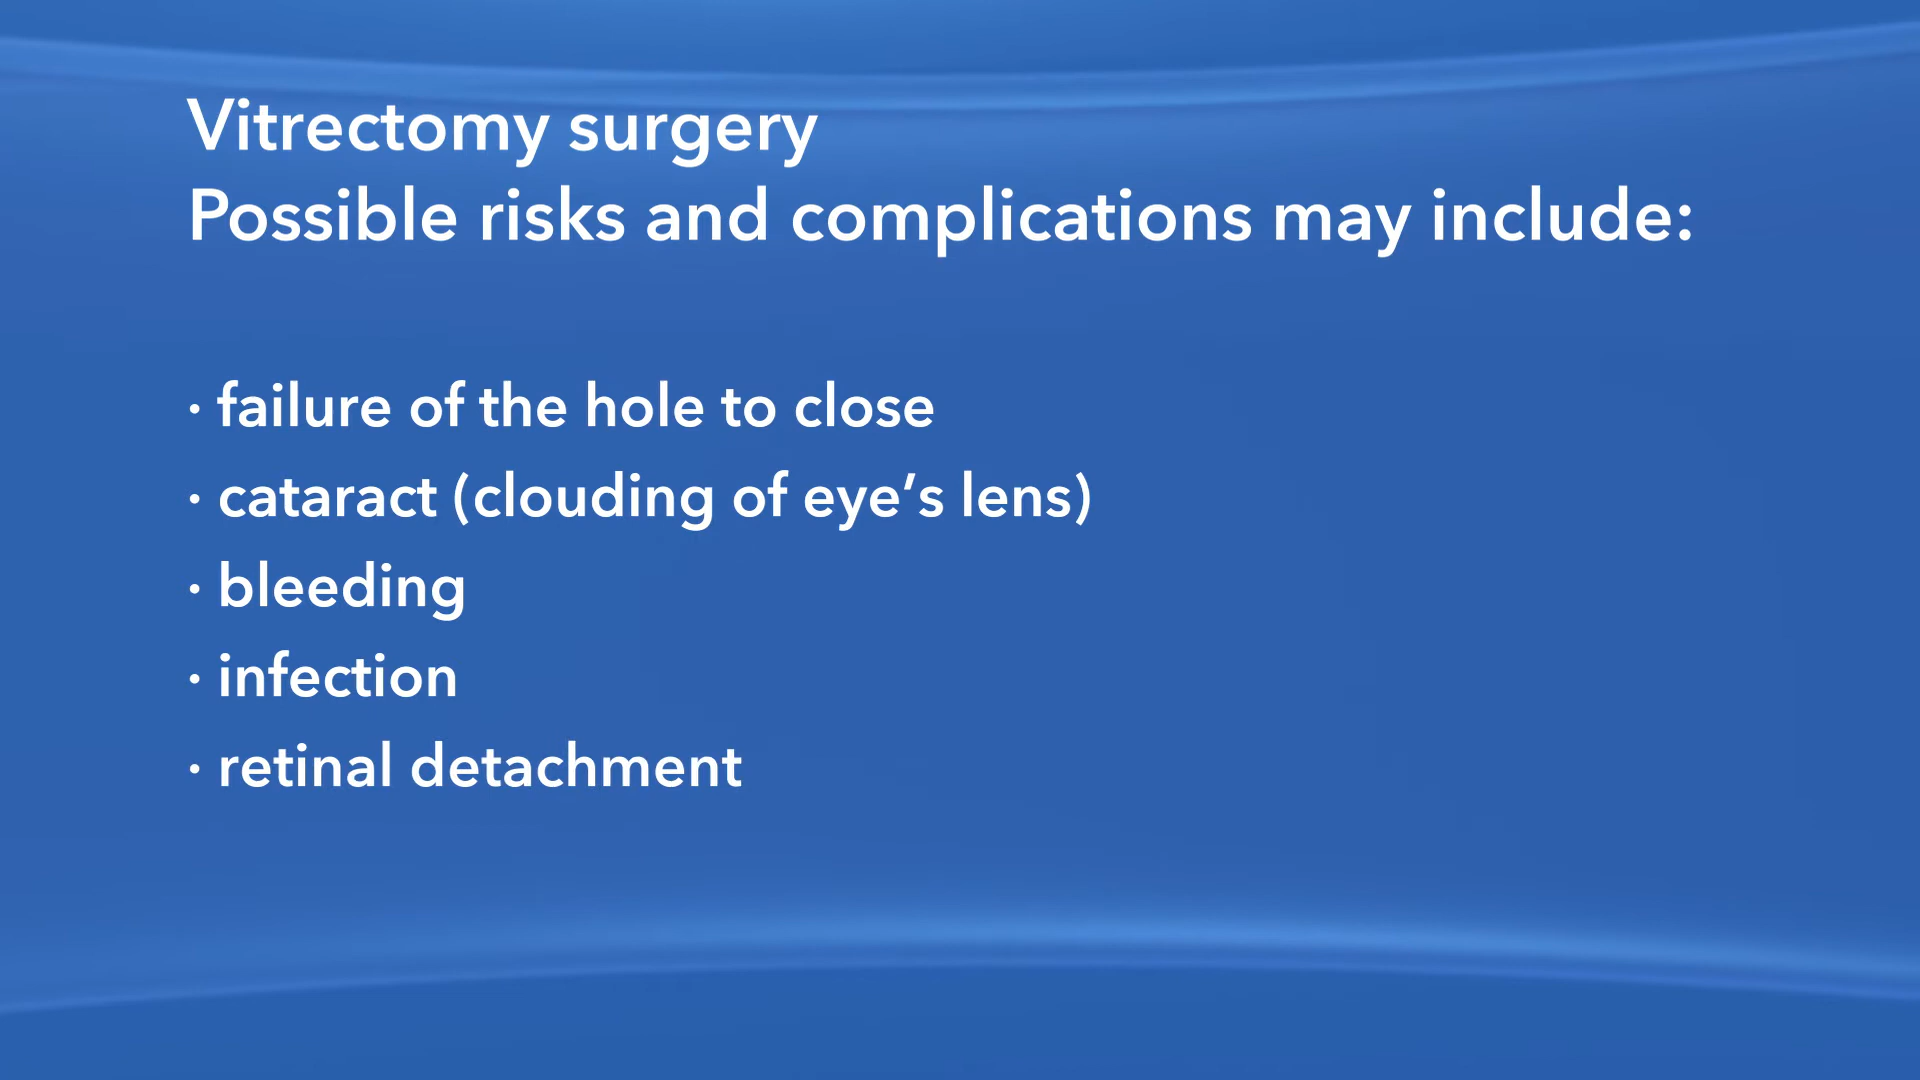 Vitrectomy surgery
Possible risks and complications may include:
· failure of the hole to close
· cataract (clouding of eye’s lens)
· bleeding
· infection
· retinal detachment